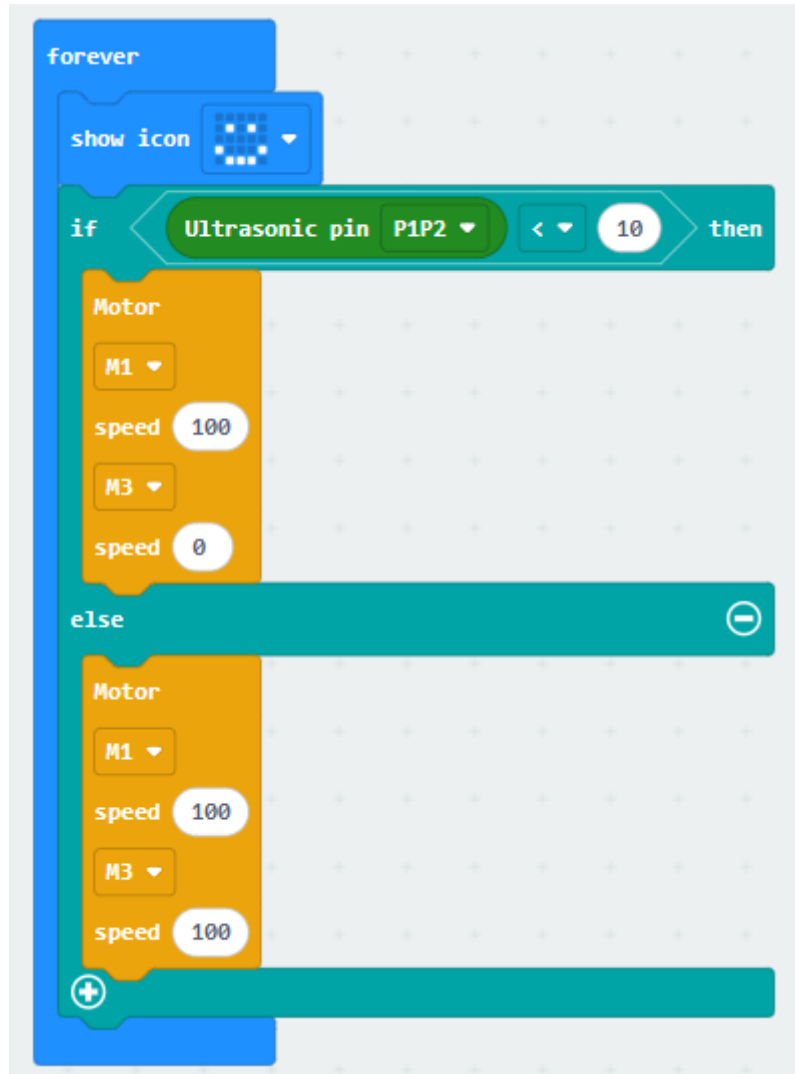 forever
show icon
if Ultrasonic pin P1P2 < 10 then
Motor
M1
speed 100
M3
speed 0
else
Motor
M1
speed 100
M3
speed 100